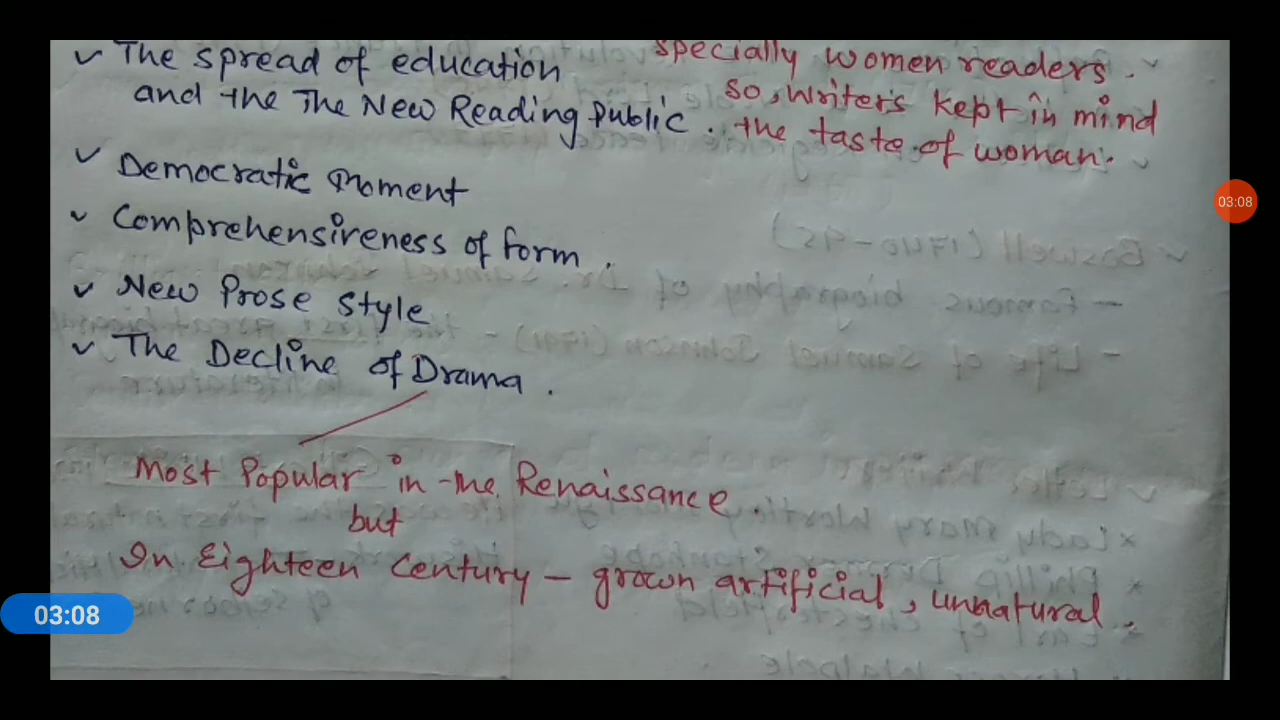 ✓ The spread of education
and the The New Reading Public.
specially women readers.
so, writers kept in mind
the taste of woman.
✓ Democratic Moment
✓ Comprehensireness of form.
✓ New Prose Style
✓ The Decline of Drama.
Most Popular in the Renaissance.
but
In Eighteen Century - grown artificial, unnatural.
03:08
03:08